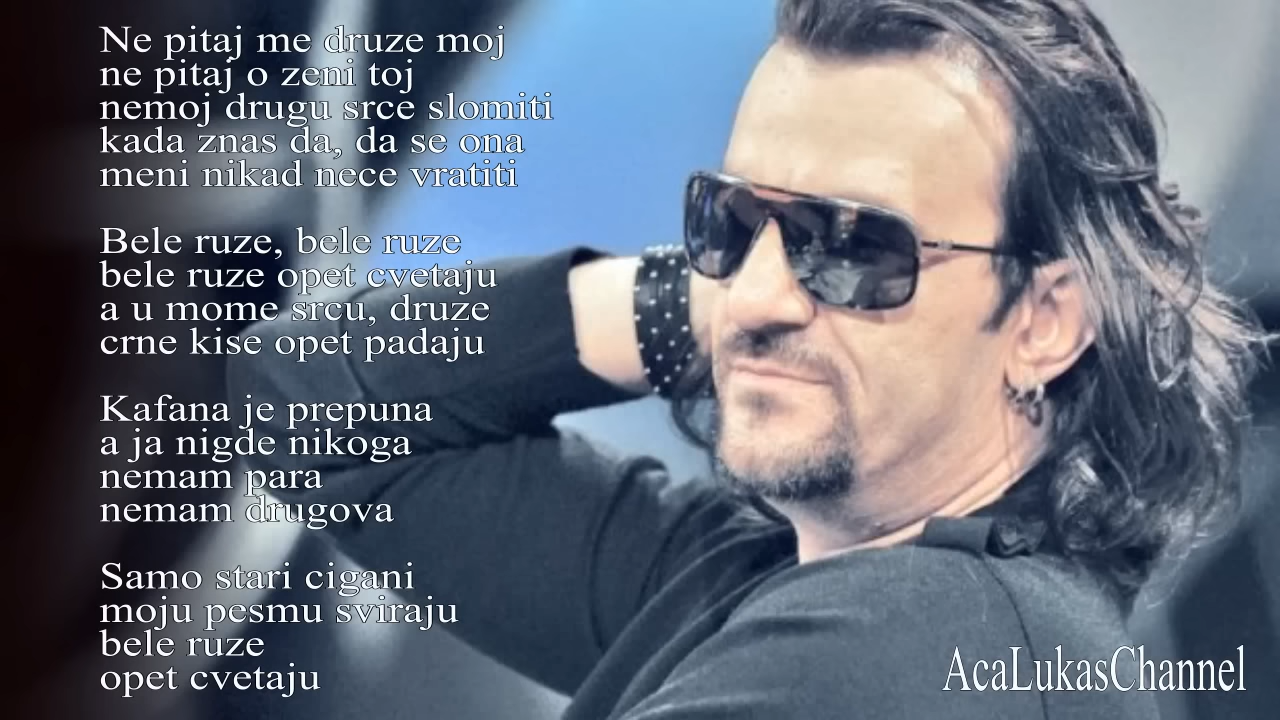 Ne pitaj me druze moj
ne pitaj o zeni toj
nemoj drugu srce slomiti
kada znas da, da se ona
meni nikad nece vratiti
Bele ruze, bele ruze
bele ruze opet cvetaju
a u mome srcu, druze
crne kise opet padaju
Kafana je prepuna
a ja nigde nikoga
nemam para
nemam drugova
Samo stari cigani
moju pesmu sviraju
bele ruze
opet cvetaju
AcaLukasChannel